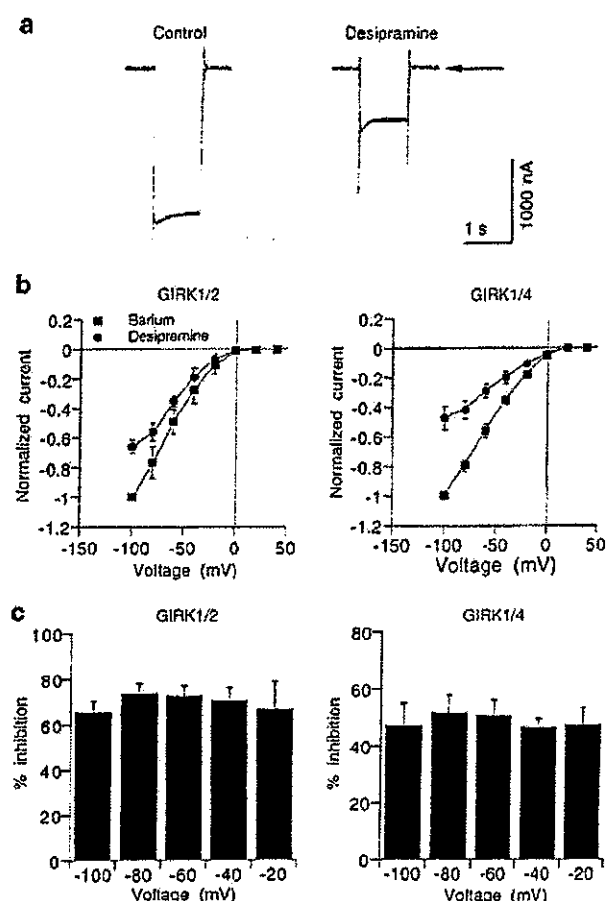 a
Control
Desipramine
1 s
1000 nA
b
GIRK1/2
Barium
Desipramine
Normalized current
0.2
0
-0.2
-0.4
-0.6
-0.8
-1
-1.2
-150
-100
-50
0
50
Voltage (mV)
GIRK1/4
Normalized current
0.2
0
-0.2
-0.4
-0.6
-0.8
-1
-1.2
-150
-100
-50
0
50
Voltage (mV)
c
GIRK1/2
% inhibition
100
80
60
40
20
0
-100
-80
-60
-40
-20
Voltage (mV)
GIRK1/4
% inhibition
80
60
40
20
0
-100
-80
-60
-40
-20
Voltage (mV)